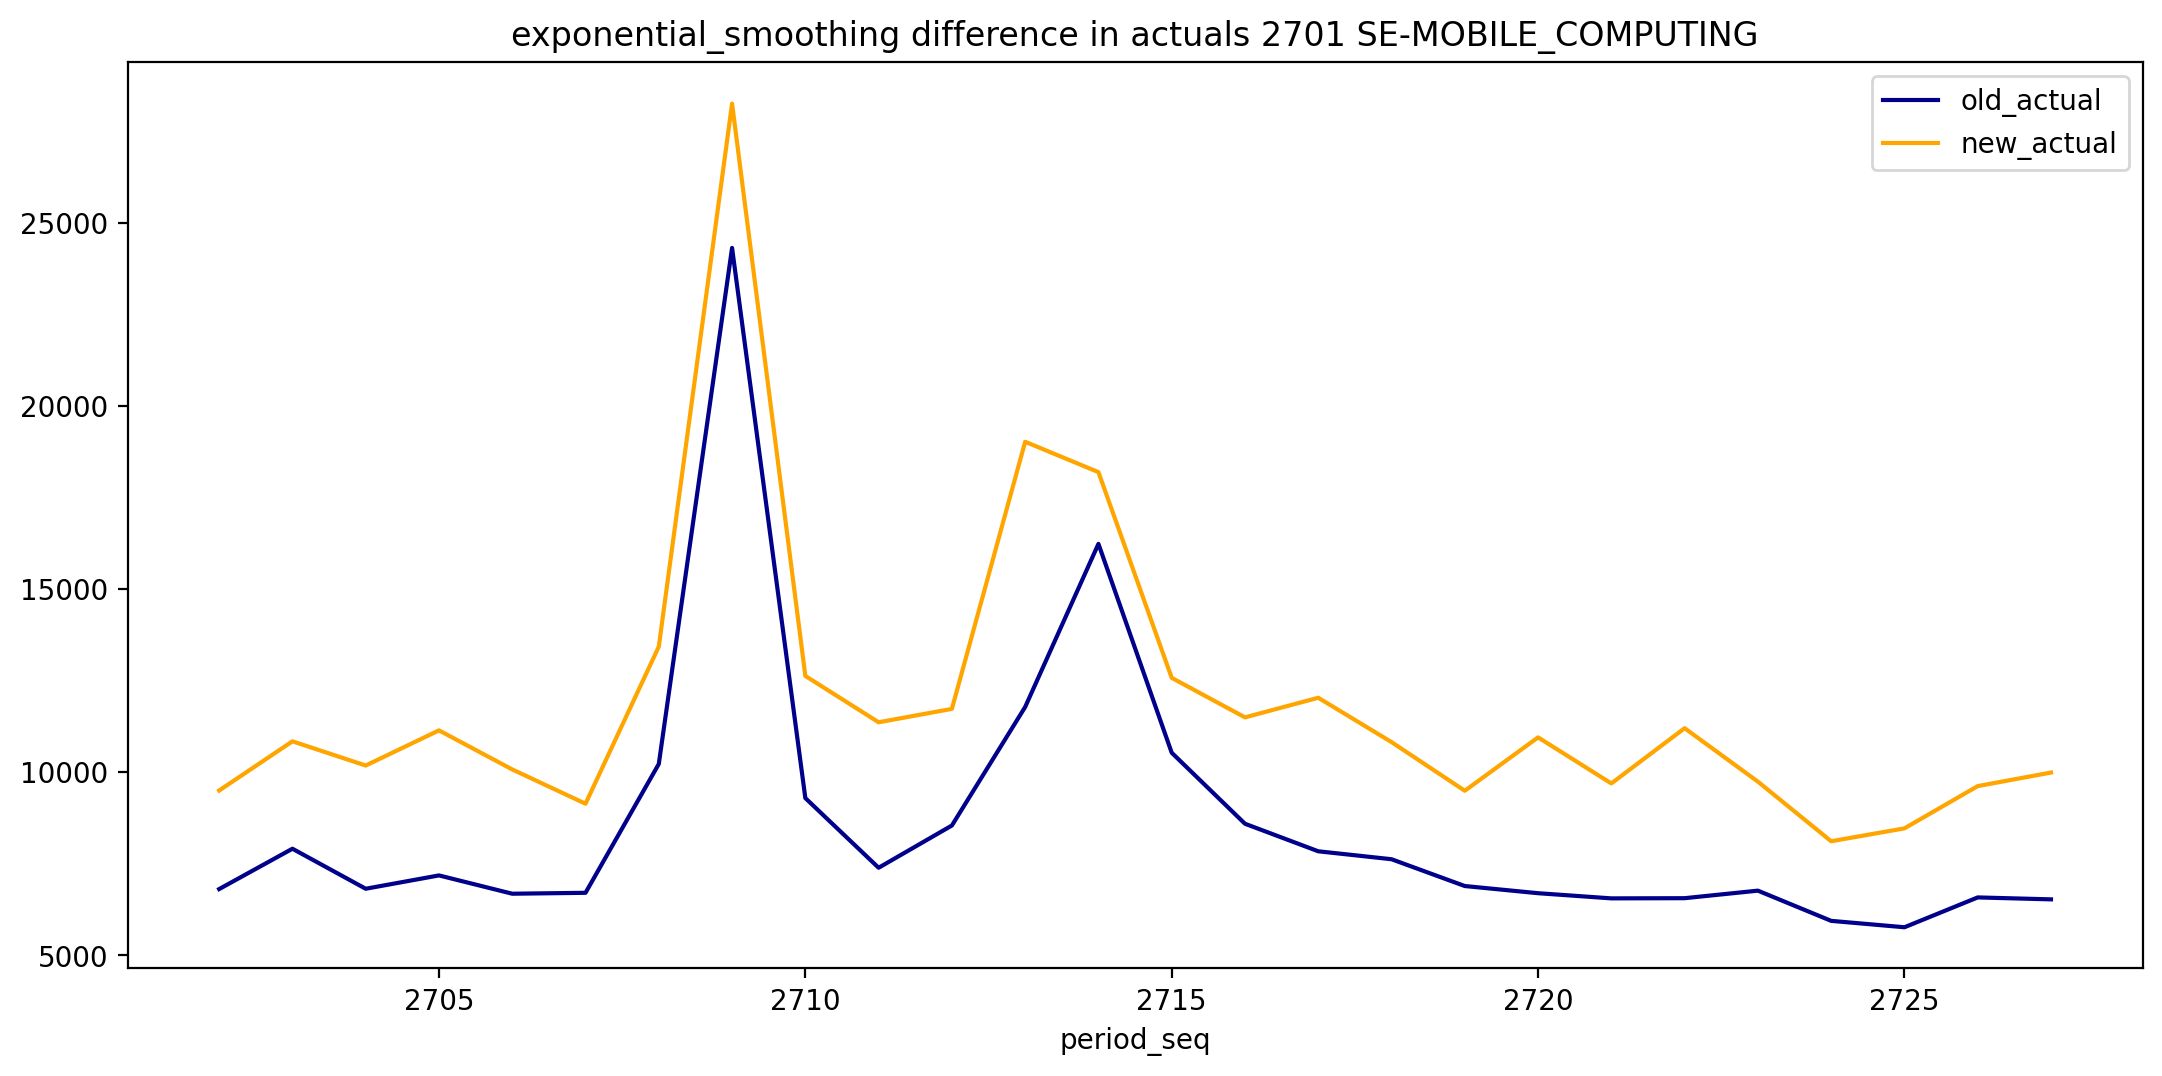 exponential_smoothing difference in actuals 2701 SE-MOBILE_COMPUTING
old_actual
new_actual
25000
20000
15000
10000
5000
2705 2710 2715 2720 2725
period_seq